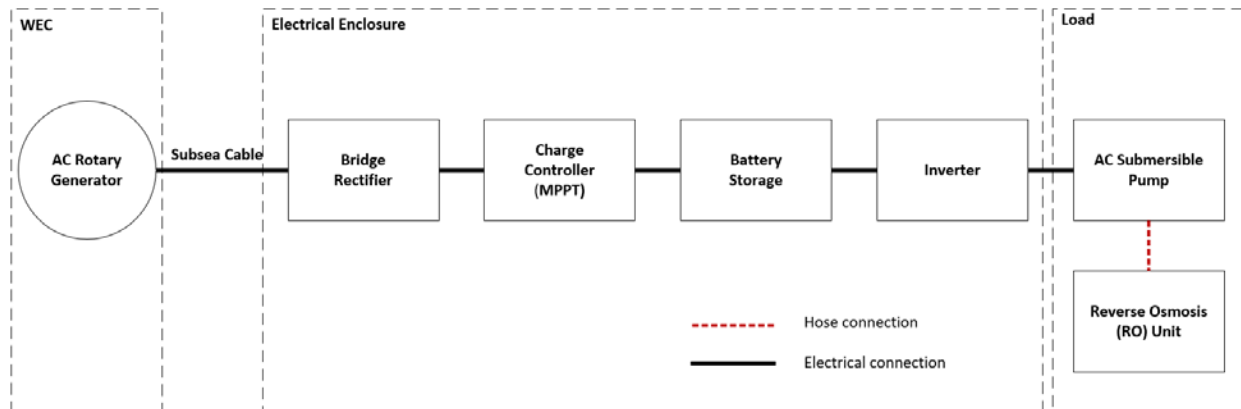 WEC
Electrical Enclosure
Load
AC Rotary
Generator
Subsea Cable
Bridge
Rectifier
Charge
Controller
(MPPT)
Battery
Storage
Inverter
AC Submersible
Pump
Reverse Osmosis
(RO) Unit
Hose connection
Electrical connection